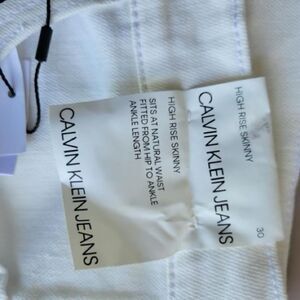 HIGH RISE SKINNY
SITS AT NATURAL WAIST
FITTED FROM HIP TO ANKLE
ANKLE LENGTH
CALVIN KLEIN JEANS
HIGH RISE SKINNY
30
CALVIN KLEIN JEANS